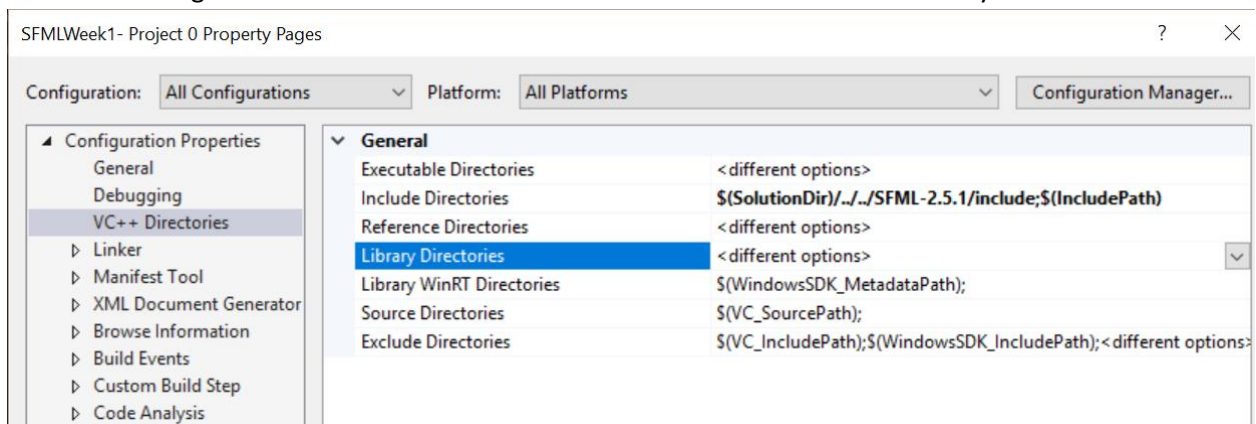 SFMLWeek1- Project 0 Property Pages ?
Configuration: All Configurations Platform: All Platforms Configuration Manager...
Configuration Properties
General
Debugging
VC++ Directories
Linker
Manifest Tool
XML Document Generator
Browse Information
Build Events
Custom Build Step
Code Analysis
General
Executable Directories <different options>
Include Directories $(SolutionDir)/../../SFML-2.5.1/include;$(IncludePath)
Reference Directories <different options>
Library Directories <different options>
Library WinRT Directories $(WindowsSDK_MetadataPath);
Source Directories $(VC_SourcePath);
Exclude Directories $(VC_IncludePath);$(WindowsSDK_IncludePath);<different options>